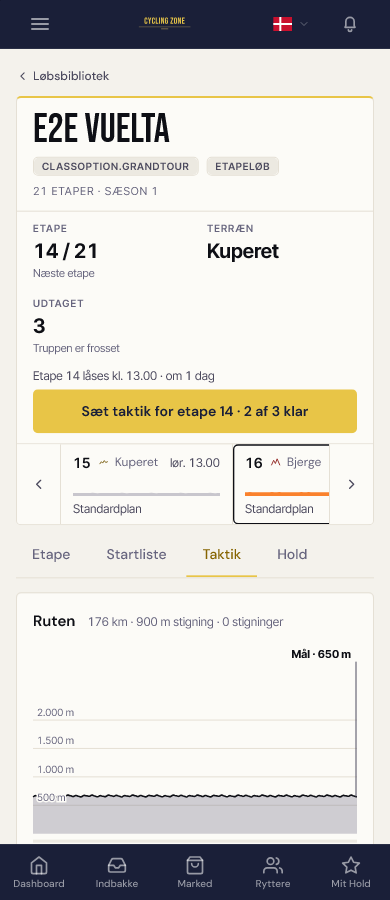 CYCLING ZONE
Løbsbibliotek
E2E VUELTA
CLASSOPTION.GRANDTOUR ETAPELØB
21 ETAPER · SÆSON 1
ETAPE TERRÆN
14 / 21 Kuperet
Næste etape
UDTAGET
3
Truppen er frosset
Etape 14 låses kl. 13.00 · om 1 dag
Sæt taktik for etape 14 · 2 af 3 klar
15 Kuperet lør. 13.00 16 Bjerge
Standardplan Standardplan
Etape Startliste Taktik Hold
Ruten 176 km · 900 m stigning · 0 stigninger
Mål · 650 m
2.000 m
1.500 m
1.000 m
500 m
Dashboard Indbakke Marked Ryttere Mit Hold